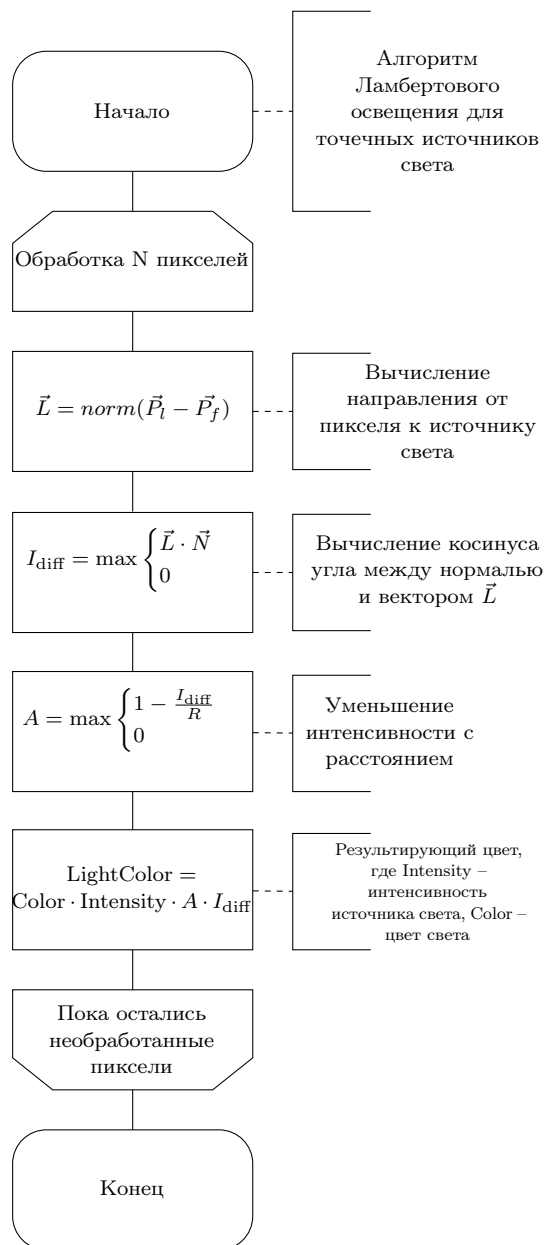 Начало
Алгоритм
Ламбертового
освещения для
точечных источников
света
Обработка N пикселей
$\vec{L} = norm(\vec{P_l} - \vec{P_f})$
Вычисление
направления от
пикселя к источнику
света
$I_{\text{diff}} = \max \begin{cases} \vec{L} \cdot \vec{N} \\ 0 \end{cases}$
Вычисление косинуса
угла между нормалью
и вектором $\vec{L}$
$A = \max \begin{cases} 1 - \frac{I_{\text{diff}}}{R} \\ 0 \end{cases}$
Уменьшение
интенсивности с
расстоянием
LightColor =
Color · Intensity · $A$ · $I_{\text{diff}}$
Результирующий цвет,
где Intensity –
интенсивность
источника света, Color –
цвет света
Пока остались
необработанные
пиксели
Конец